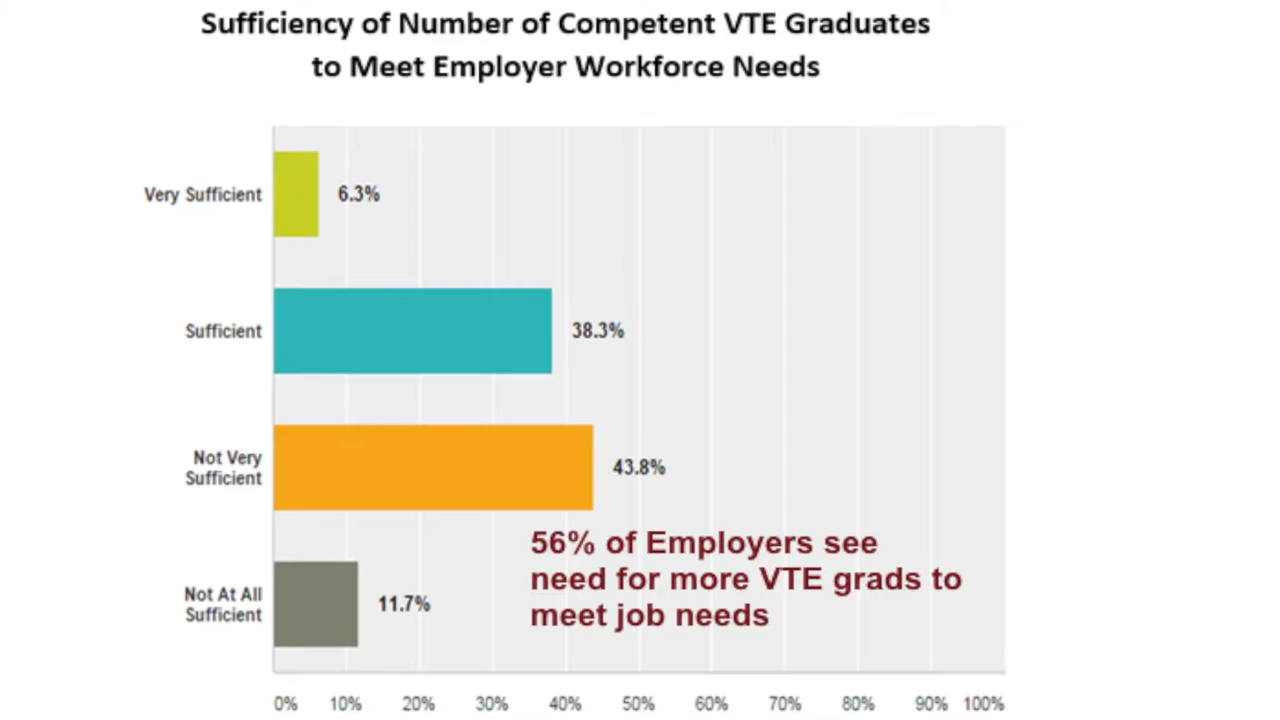 Sufficiency of Number of Competent VTE Graduates
to Meet Employer Workforce Needs
Very Sufficient
6.3%
Sufficient
38.3%
Not Very
Sufficient
43.8%
56% of Employers see
need for more VTE grads to
meet job needs
Not At All
Sufficient
11.7%
0% 10% 20% 30% 40% 50% 60% 70% 80% 90% 100%